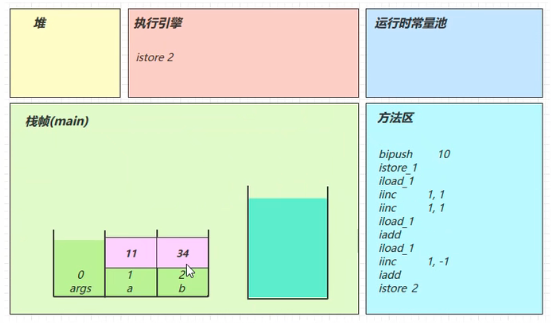 堆
执行引擎
运行时常量池
istore 2
栈帧(main)
方法区
bipush 10
istore_1
iload_1
iinc 1, 1
iinc 1, 1
iload_1
iadd
iload_1
iinc 1, -1
iadd
istore 2
11 34
0 1 2
args a b